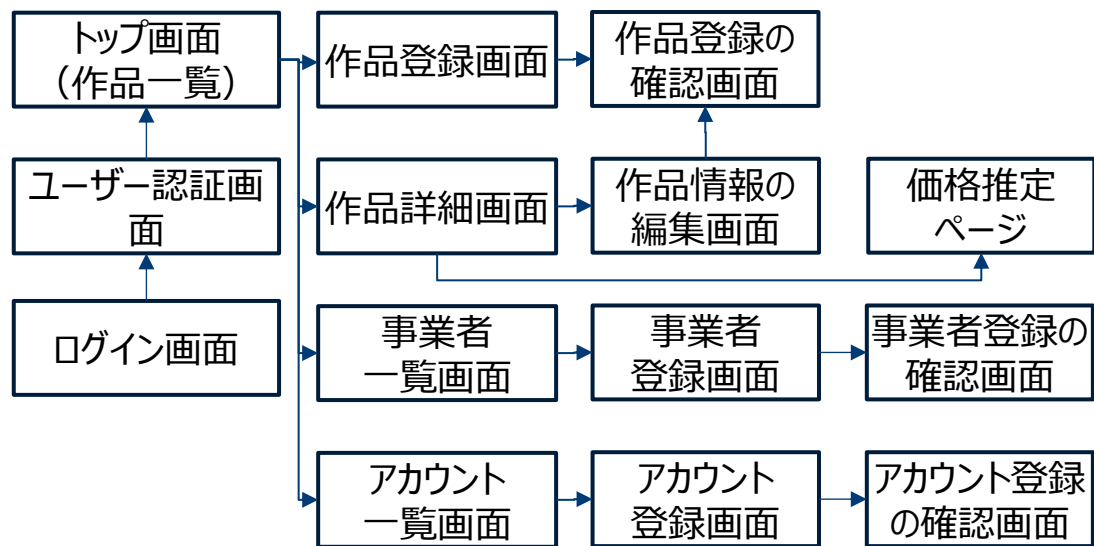 トップ画面
（作品一覧）
作品登録画面
作品登録の
確認画面
ユーザー認証画
面
作品詳細画面
作品情報の
編集画面
価格推定
ページ
ログイン画面
事業者
一覧画面
事業者
登録画面
事業者登録の
確認画面
アカウント
一覧画面
アカウント
登録画面
アカウント登録
の確認画面